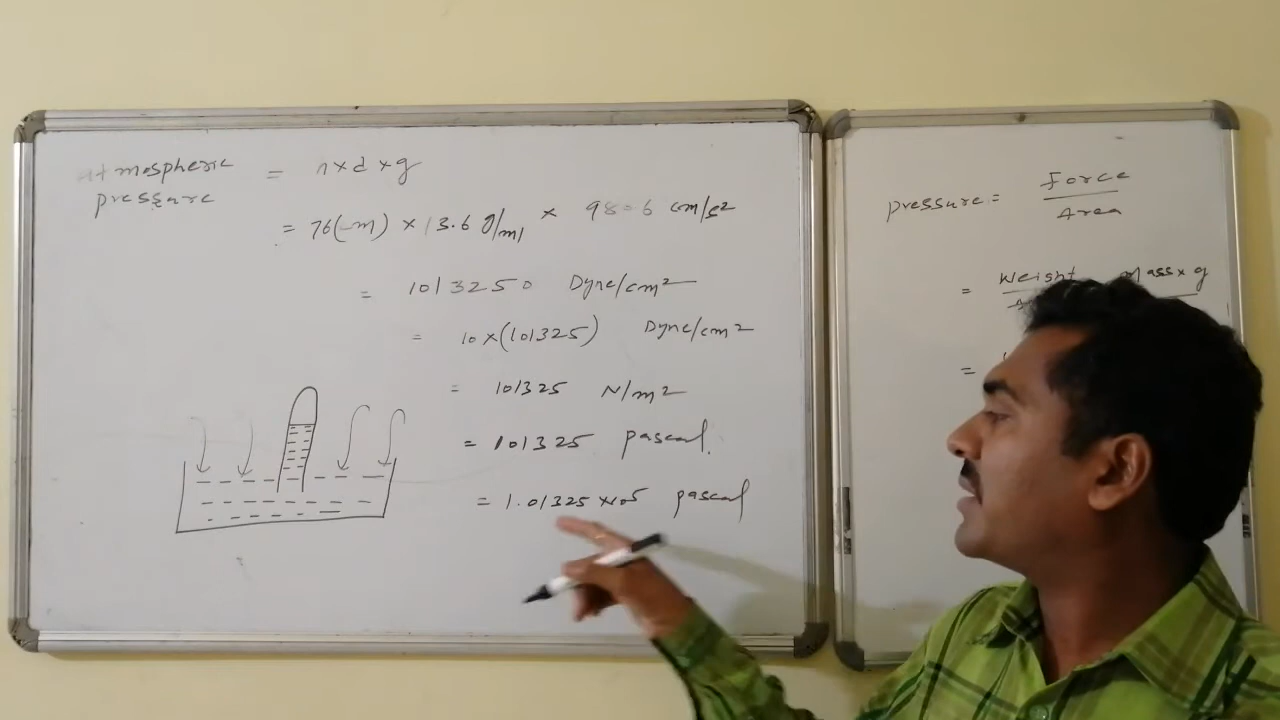 atmospheric = h×d×g
pressure
= 76(cm) × 13.6 g/ml × 980.6 cm/s²
= 1013250 Dyne/cm²
= 10×(101325) Dyne/cm²
= 101325 N/m²
= 101325 pascal.
= 1.01325×10⁵ pascal
pressure = Force
Area
= Weight Mass×g
=